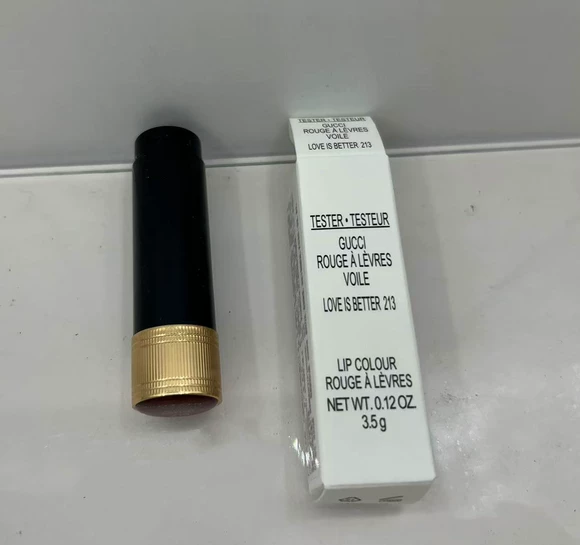 TESTER • TESTEUR
GUCCI
ROUGE À LÈVRES
VOILE
LOVE IS BETTER 213
TESTER • TESTEUR
GUCCI
ROUGE À LÈVRES
VOILE
LOVE IS BETTER 213
LIP COLOUR
ROUGE À LÈVRES
NET WT. 0.12 OZ.
3.5 g